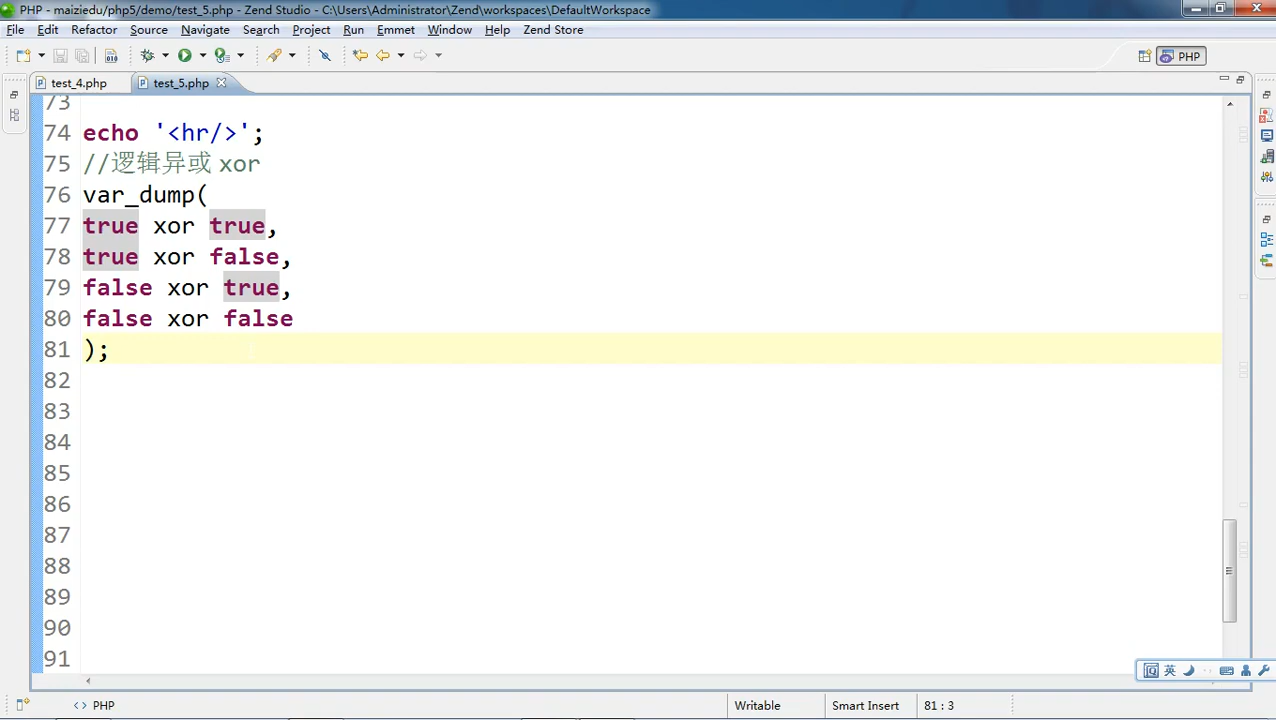 PHP - maiziedu/php5/demo/test_5.php - Zend Studio - C:\Users\Administrator\Zend\workspaces\DefaultWorkspace
File Edit Refactor Source Navigate Search Project Run Emmet Window Help Zend Store
PHP
test_4.php test_5.php
73
74 echo '<hr/>';
75 //逻辑异或 xor
76 var_dump(
77 true xor true,
78 true xor false,
79 false xor true,
80 false xor false
81 );
82
83
84
85
86
87
88
89
90
91
英
PHP Writable Smart Insert 81 : 3